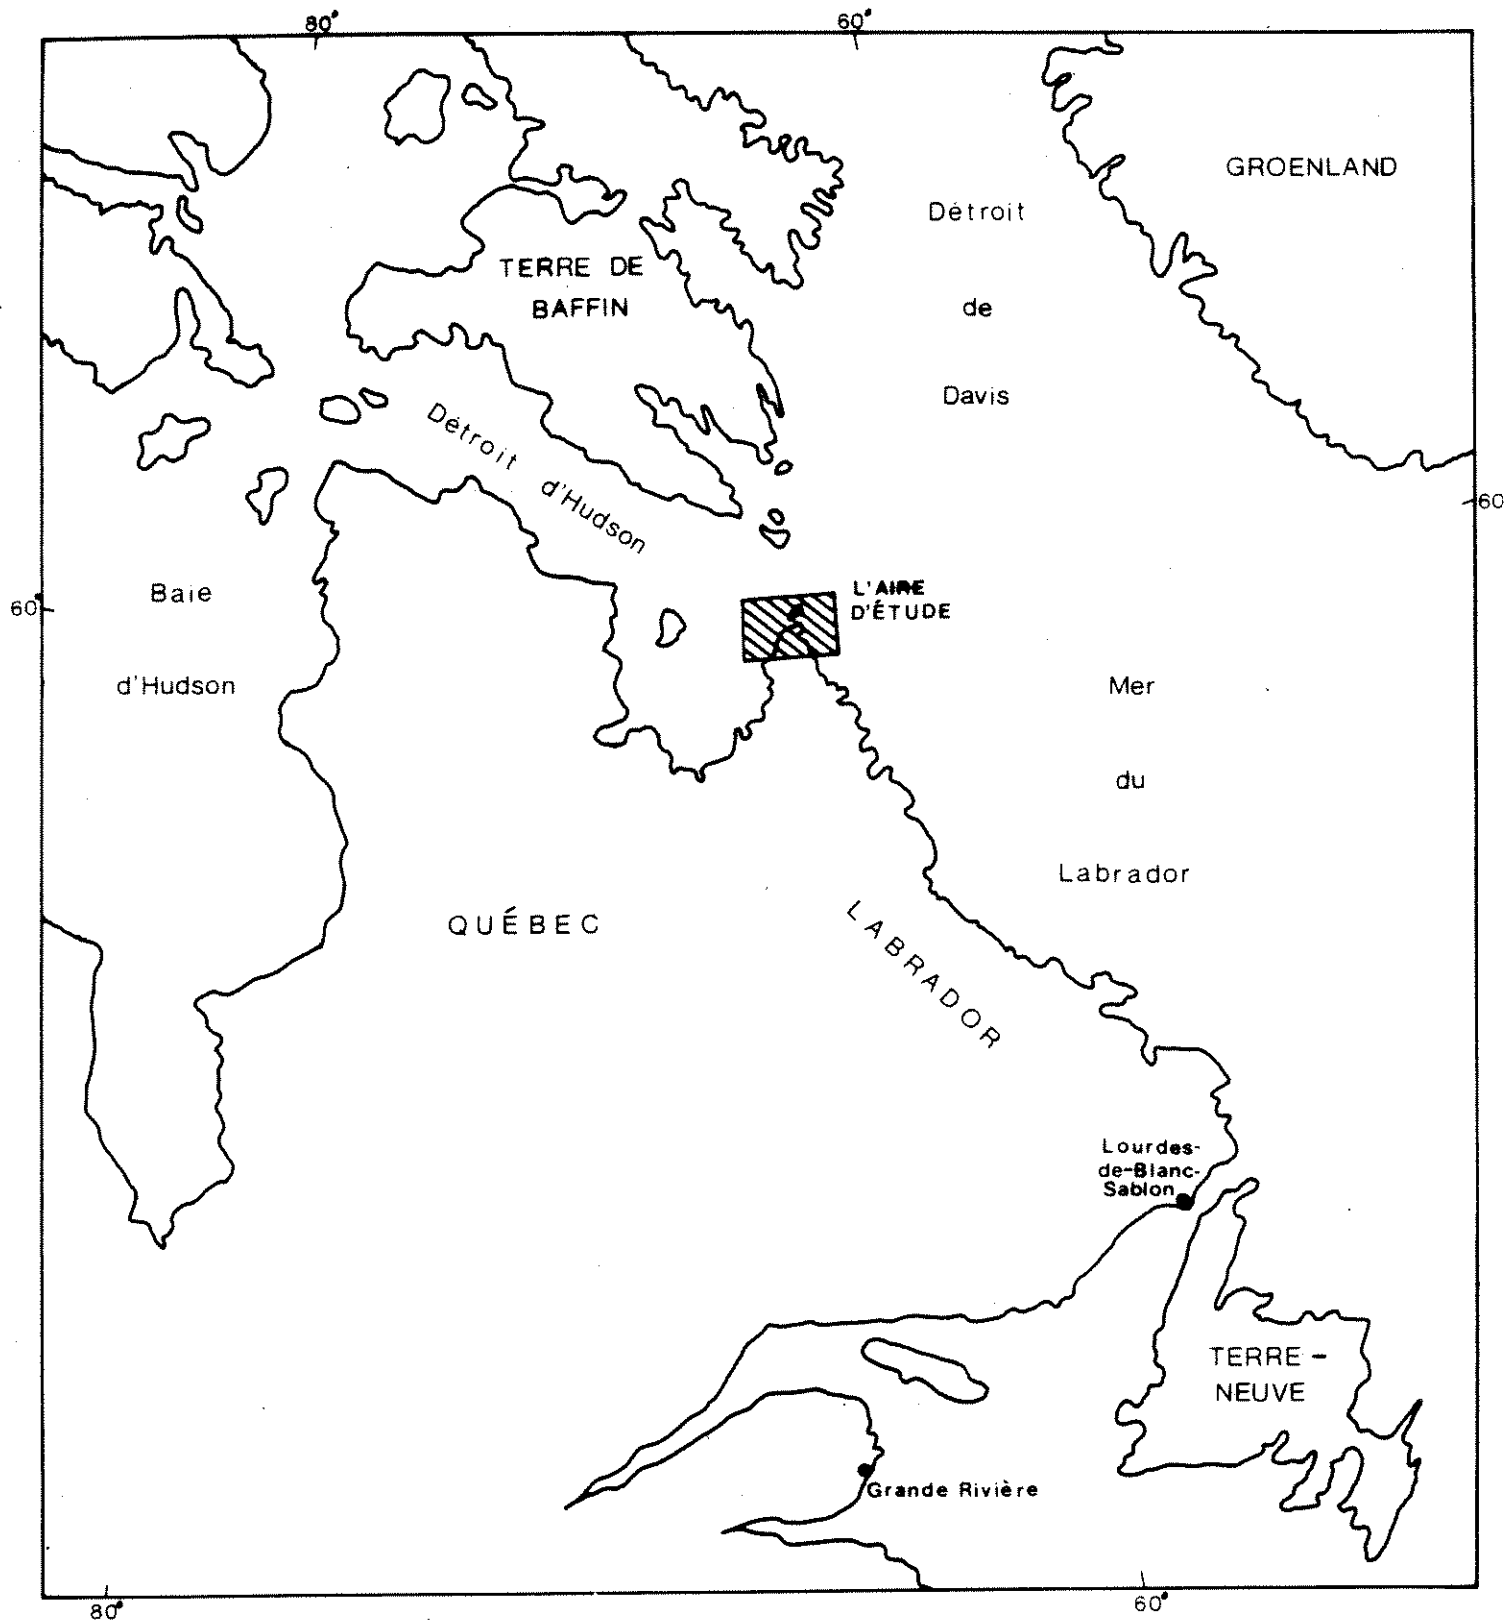 80°
60°
GROENLAND
Détroit
de
Davis
TERRE DE
BAFFIN
Détroit
d'Hudson
60°
60°
Baie
d'Hudson
L'AIRE
D'ÉTUDE
Mer
du
Labrador
QUÉBEC
LABRADOR
Lourdes-
de-Blanc-
Sablon
TERRE-
NEUVE
Grande Rivière
80°
60°